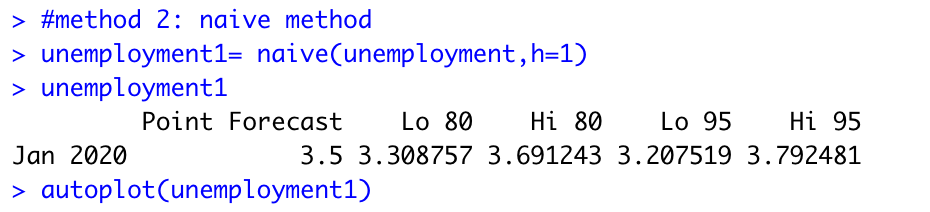 > #method 2: naive method
> unemployment1= naive(unemployment,h=1)
> unemployment1
         Point Forecast    Lo 80    Hi 80    Lo 95    Hi 95
Jan 2020            3.5 3.308757 3.691243 3.207519 3.792481
> autoplot(unemployment1)